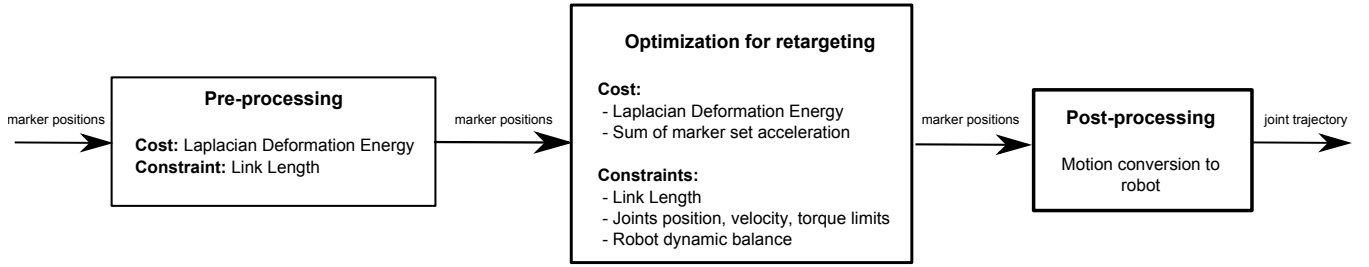 marker positions
Pre-processing
Cost: Laplacian Deformation Energy
Constraint: Link Length
marker positions
Optimization for retargeting
Cost:
- Laplacian Deformation Energy
- Sum of marker set acceleration
Constraints:
- Link Length
- Joints position, velocity, torque limits
- Robot dynamic balance
marker positions
Post-processing
Motion conversion to
robot
joint trajectory